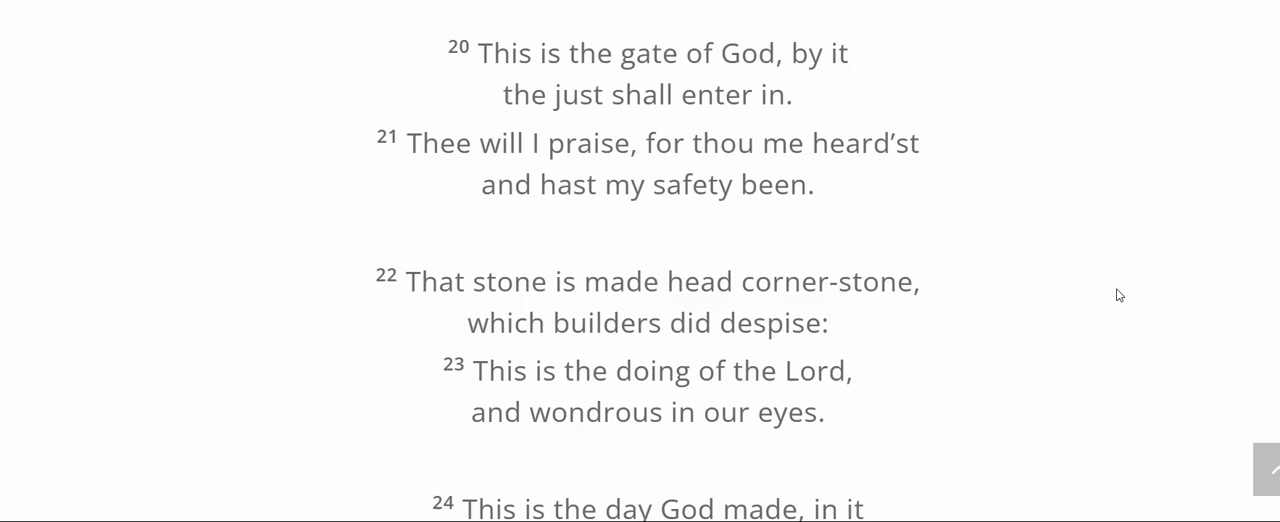 20 This is the gate of God, by it
the just shall enter in.
21 Thee will I praise, for thou me heard’st
and hast my safety been.
22 That stone is made head corner-stone,
which builders did despise:
23 This is the doing of the Lord,
and wondrous in our eyes.
24 This is the day God made, in it